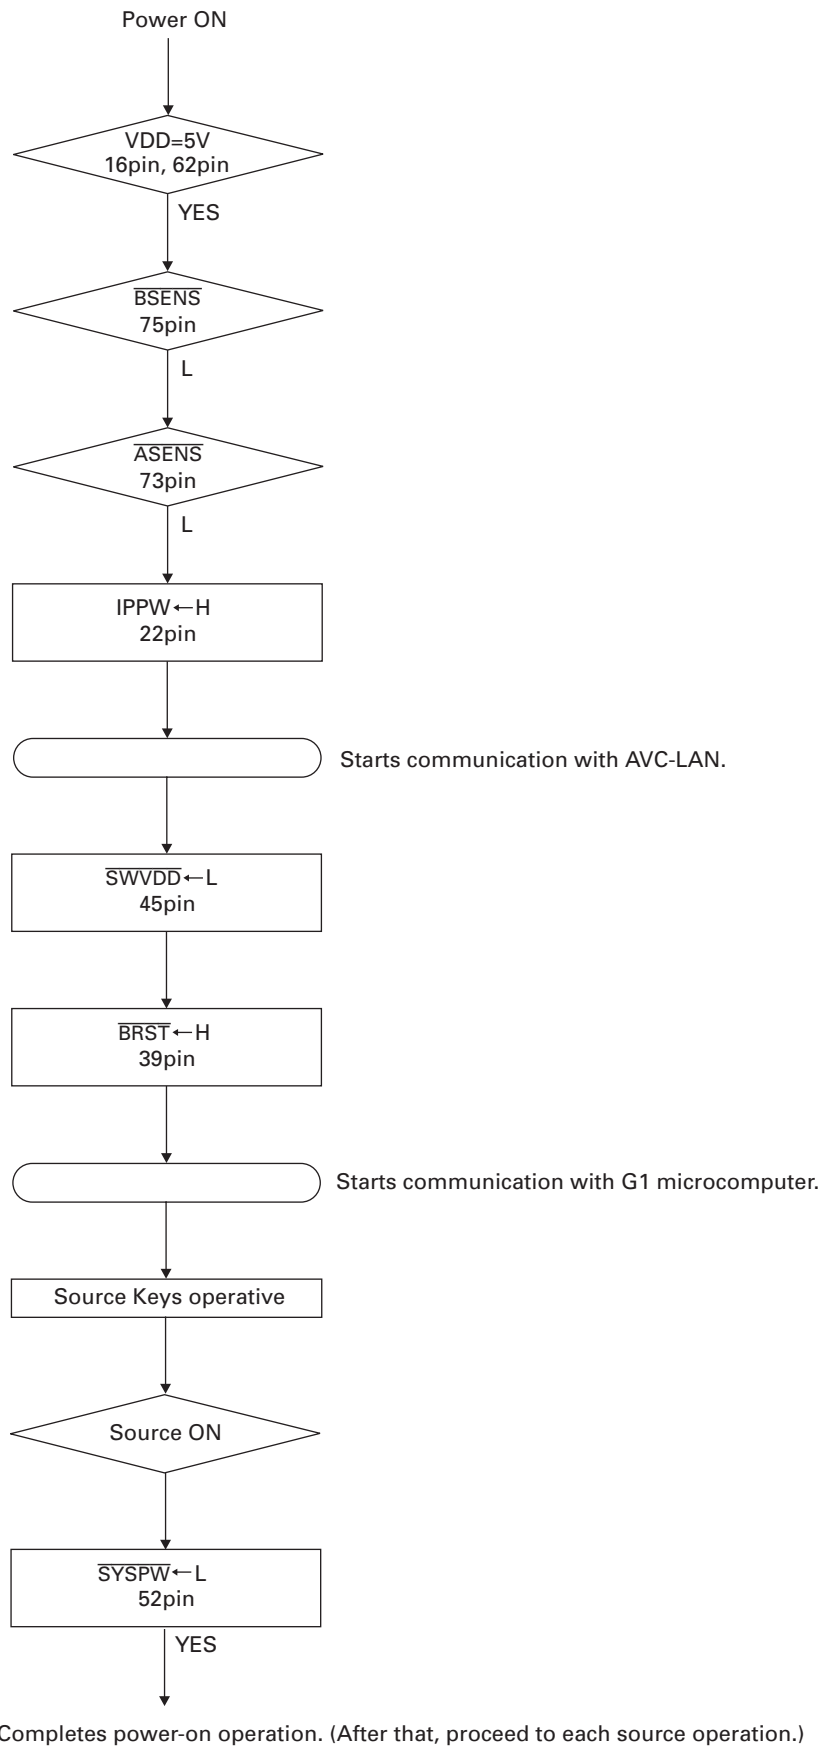 Power ON
VDD=5V
16pin, 62pin
YES
BSENS
75pin
L
ASENS
73pin
L
IPPW←H
22pin
Starts communication with AVC-LAN.
SWVDD←L
45pin
BRST←H
39pin
Starts communication with G1 microcomputer.
Source Keys operative
Source ON
SYSPW←L
52pin
YES
Completes power-on operation. (After that, proceed to each source operation.)